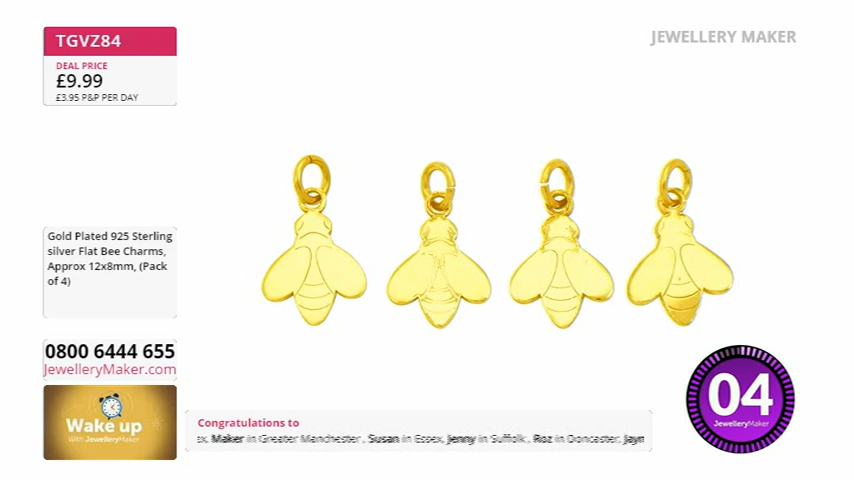 TGVZ84
DEAL PRICE
£9.99
£3.95 P&P PER DAY
JEWELLERY MAKER
Gold Plated 925 Sterling
silver Flat Bee Charms,
Approx 12x8mm, (Pack
of 4)
0800 6444 655
JewelleryMaker.com
Wake up
With JewelleryMaker
Congratulations to
Maker in Greater Manchester, Susan in Essex, Jenny in Suffolk, Roz in Doncaster,
04
JewelleryMaker